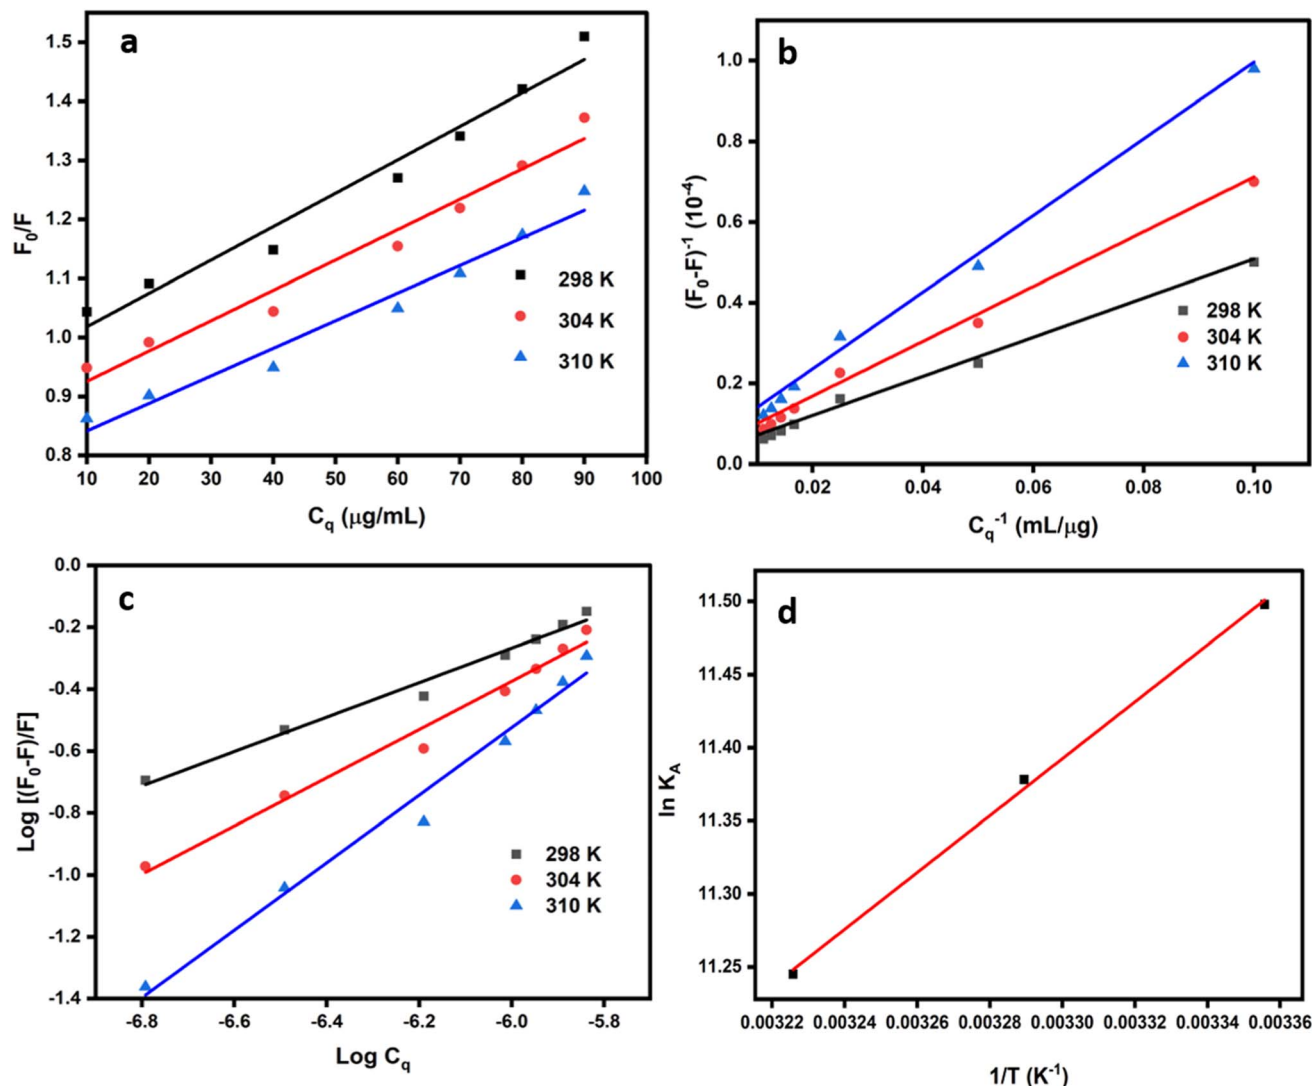 a
1.5
1.4
1.3
1.2
1.1
1.0
0.9
0.8
F₀/F
298 K
304 K
310 K
10 20 30 40 50 60 70 80 90 100
C_q (μg/mL)
b
1.0
0.8
0.6
0.4
0.2
0.0
(F₀-F)⁻¹ (10⁻⁴)
298 K
304 K
310 K
0.02 0.04 0.06 0.08 0.10
C_q⁻¹ (mL/μg)
c
0.0
-0.2
-0.4
-0.6
-0.8
-1.0
-1.2
-1.4
Log [(F₀-F)/F]
298 K
304 K
310 K
-6.8 -6.6 -6.4 -6.2 -6.0 -5.8
Log C_q
d
11.50
11.45
11.40
11.35
11.30
11.25
ln K_A
0.00322 0.00324 0.00326 0.00328 0.00330 0.00332 0.00334 0.00336
1/T (K⁻¹)